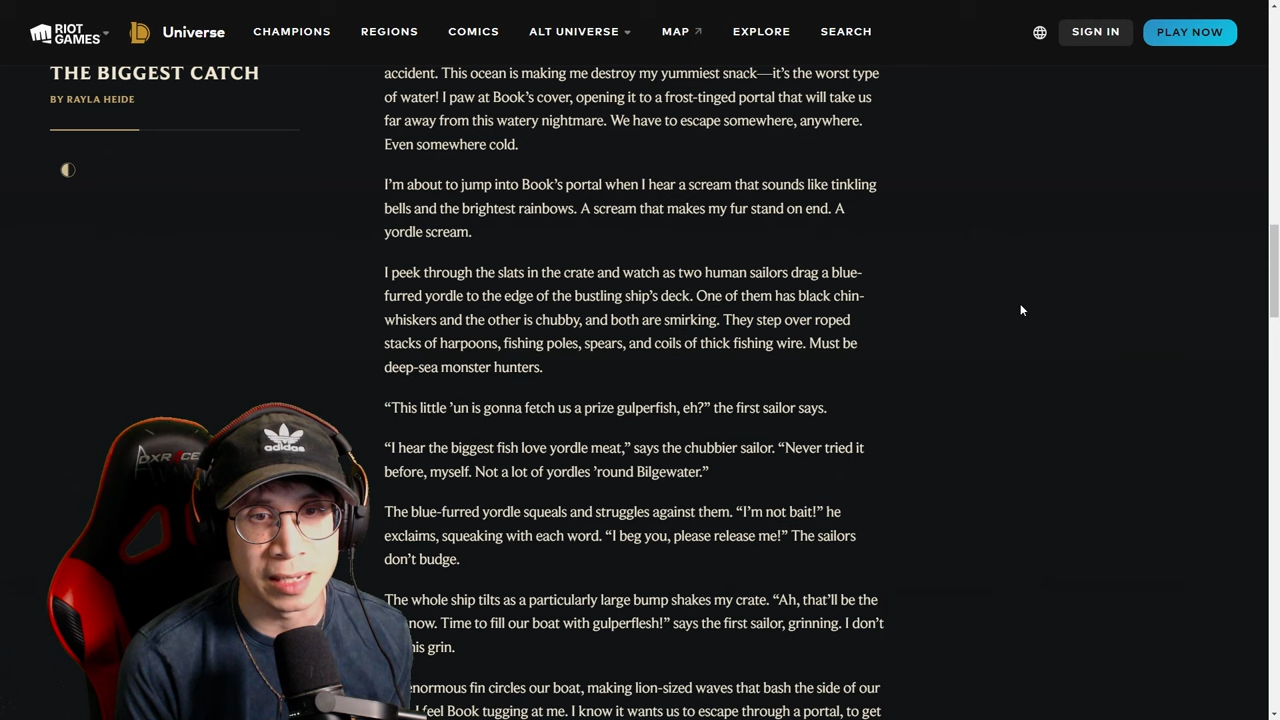 RIOT
GAMES
Universe
CHAMPIONS
REGIONS
COMICS
ALT UNIVERSE
MAP
EXPLORE
SEARCH
SIGN IN
PLAY NOW
THE BIGGEST CATCH
BY RAYLA HEIDE
accident. This ocean is making me destroy my yummiest snack—it’s the worst type
of water! I paw at Book’s cover, opening it to a frost-tinged portal that will take us
far away from this watery nightmare. We have to escape somewhere, anywhere.
Even somewhere cold.
I’m about to jump into Book’s portal when I hear a scream that sounds like tinkling
bells and the brightest rainbows. A scream that makes my fur stand on end. A
yordle scream.
I peek through the slats in the crate and watch as two human sailors drag a blue-
furred yordle to the edge of the bustling ship’s deck. One of them has black chin-
whiskers and the other is chubby, and both are smirking. They step over roped
stacks of harpoons, fishing poles, spears, and coils of thick fishing wire. Must be
deep-sea monster hunters.
“This little ’un is gonna fetch us a prize gulperfish, eh?” the first sailor says.
“I hear the biggest fish love yordle meat,” says the chubbier sailor. “Never tried it
before, myself. Not a lot of yordles ’round Bilgewater.”
The blue-furred yordle squeals and struggles against them. “I’m not bait!” he
exclaims, squeaking with each word. “I beg you, please release me!” The sailors
don’t budge.
The whole ship tilts as a particularly large bump shakes my crate. “Ah, that’ll be the
now. Time to fill our boat with gulperflesh!” says the first sailor, grinning. I don’t
his grin.
enormous fin circles our boat, making lion-sized waves that bash the side of our
feel Book tugging at me. I know it wants us to escape through a portal, to get
adidas